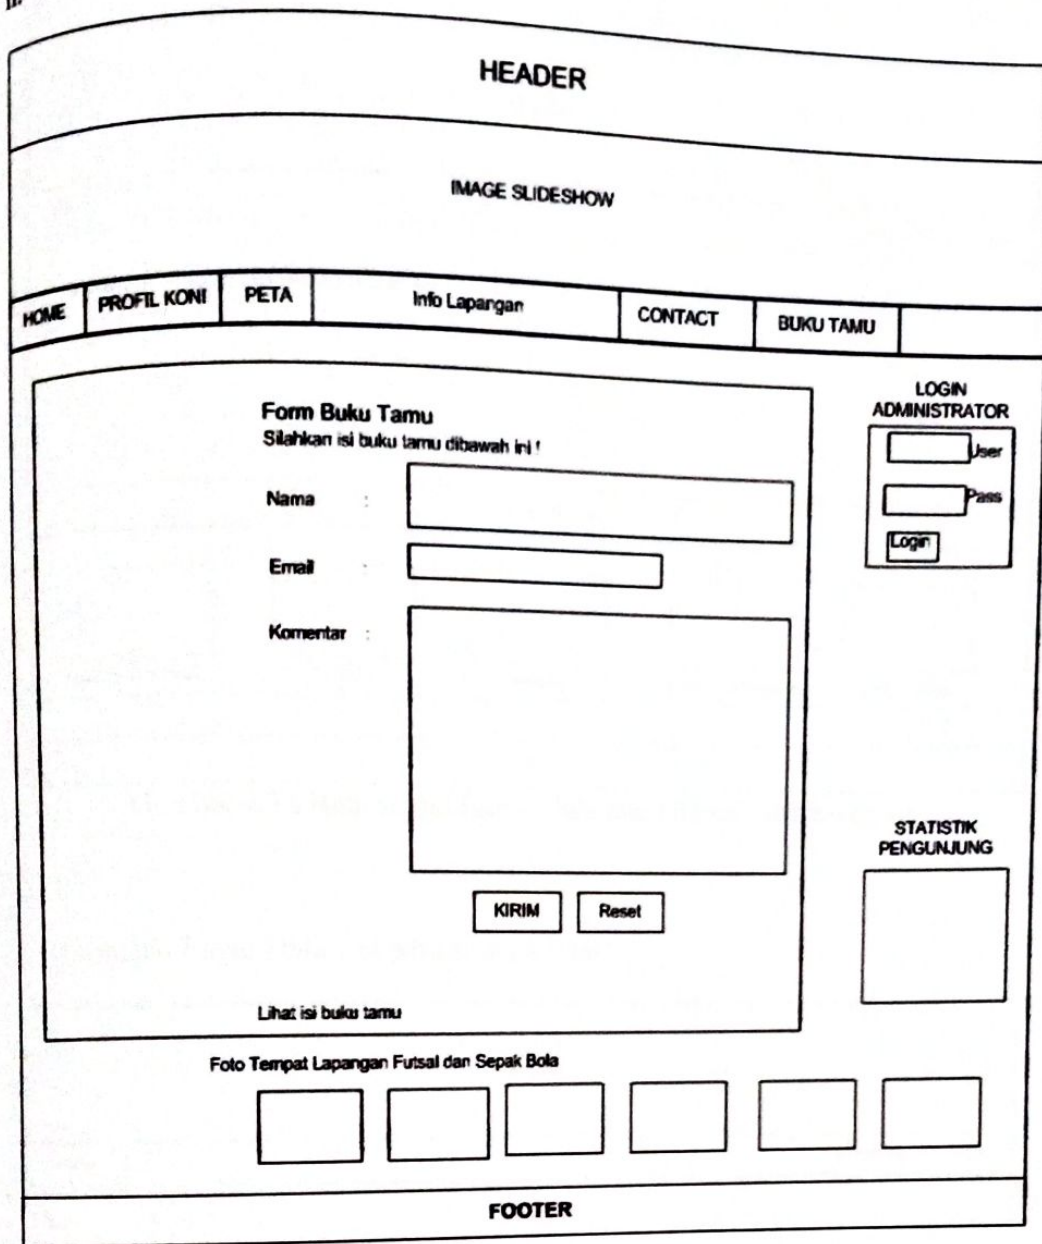 HEADER
IMAGE SLIDESHOW
HOME PROFIL KONI PETA Info Lapangan CONTACT BUKU TAMU
Form Buku Tamu
Silahkan isi buku tamu dibawah ini !
Nama :
Email :
Komentar :
KIRIM Reset
Lihat isi buku tamu
LOGIN
ADMINISTRATOR
User
Pass
Login
STATISTIK
PENGUNJUNG
Foto Tempat Lapangan Futsal dan Sepak Bola
FOOTER